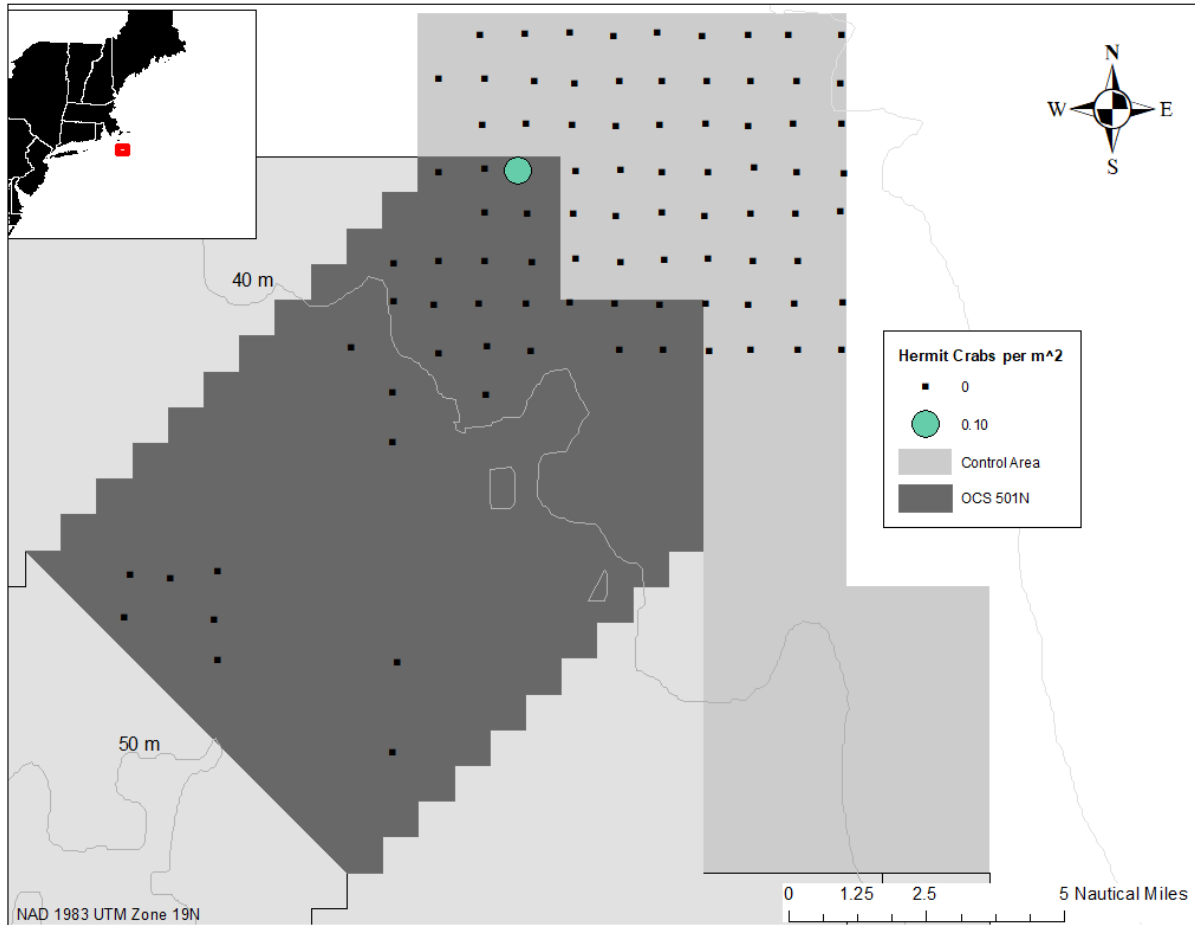 N
W E
S
40 m
Hermit Crabs per m^2
0
0.10
Control Area
OCS 501N
50 m
0 1.25 2.5 5 Nautical Miles
NAD 1983 UTM Zone 19N